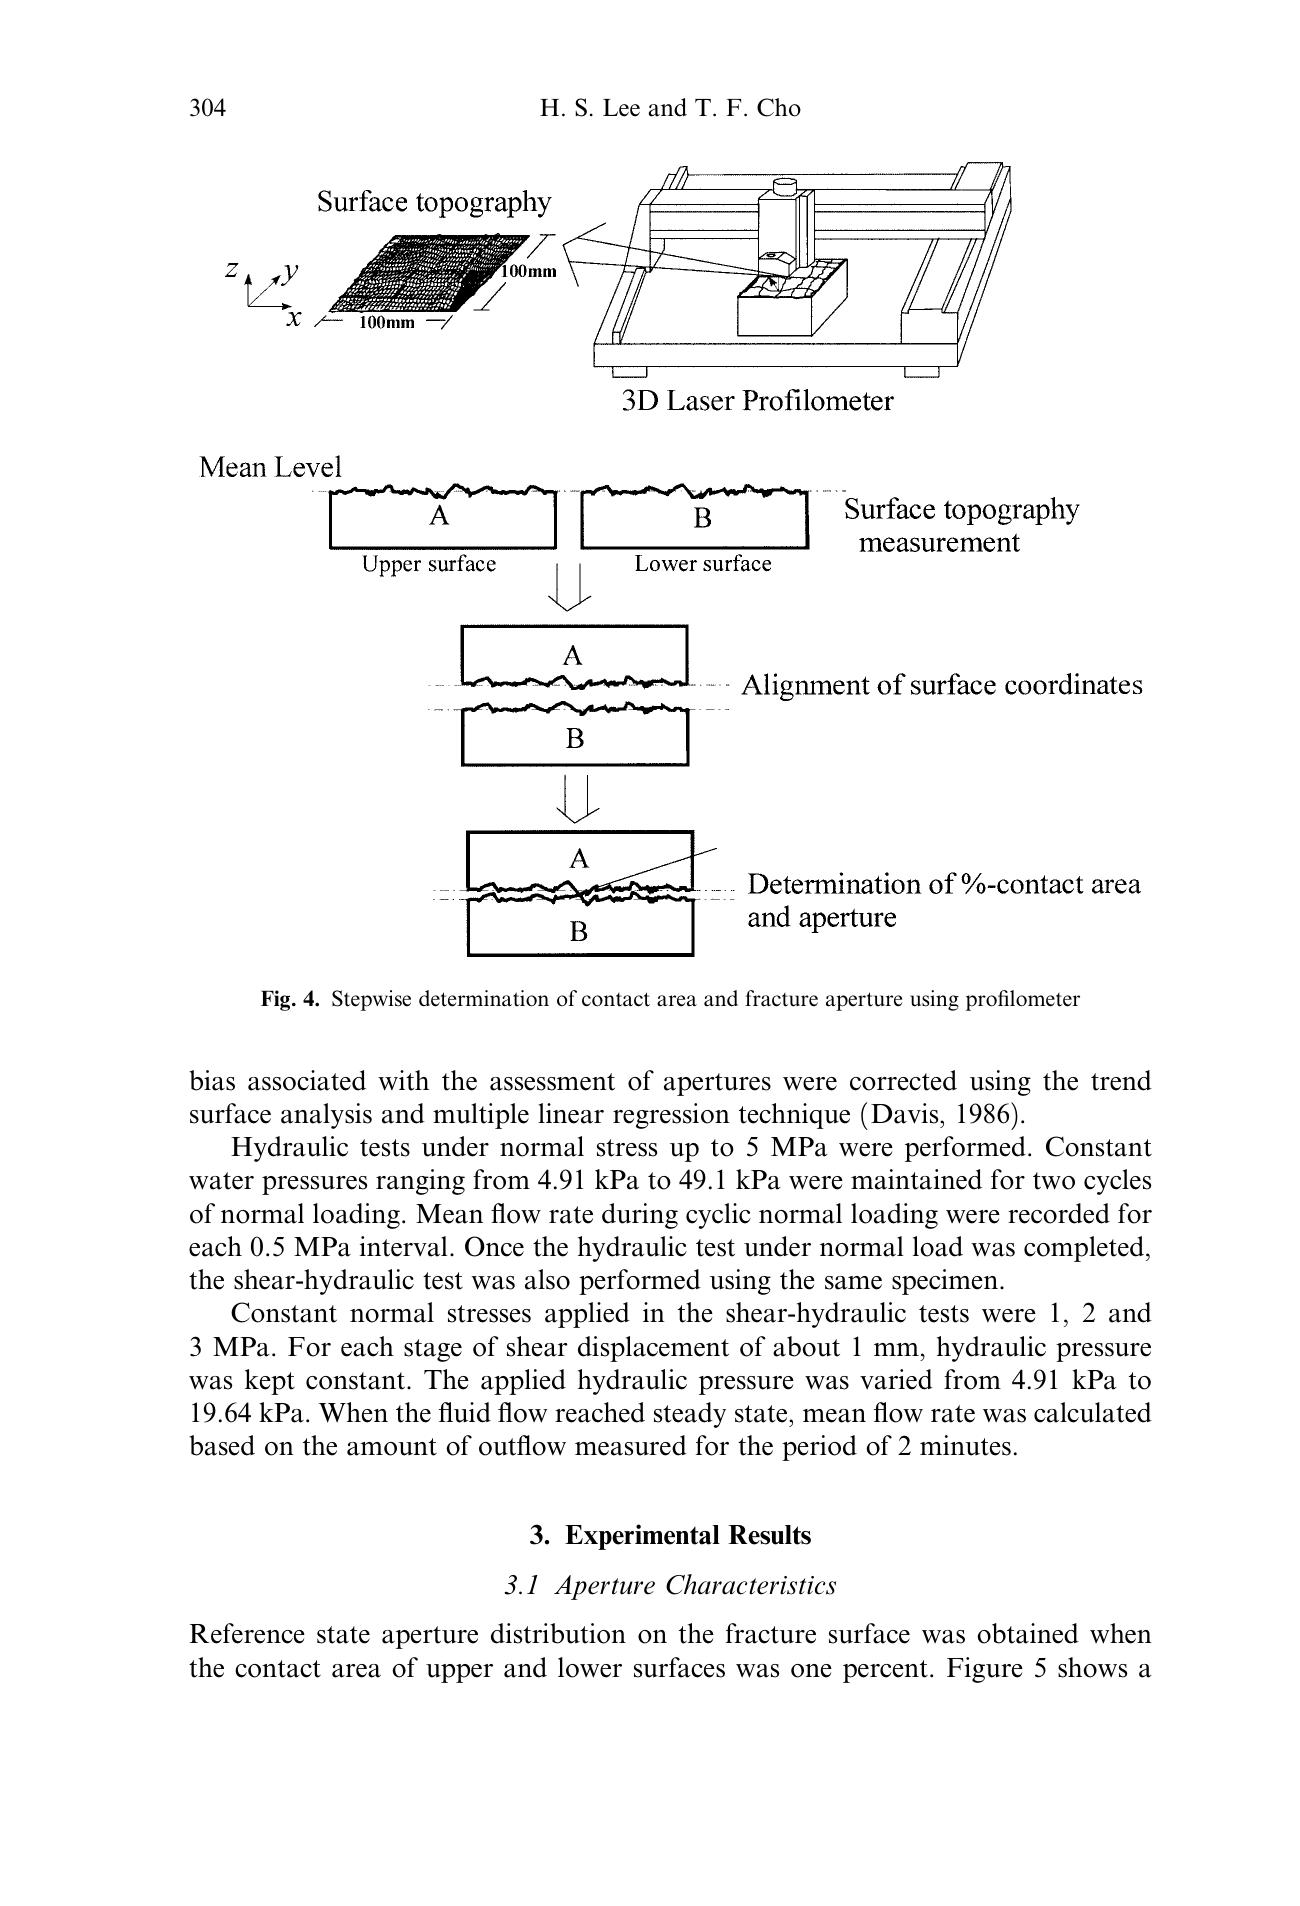 304
H. S. Lee and T. F. Cho
Surface topography
z
y
x
100mm
100mm
3D Laser Profilometer
Mean Level
A
B
Surface topography
measurement
Upper surface
Lower surface
A
Alignment of surface coordinates
B
A
Determination of %-contact area
and aperture
B
Fig. 4. Stepwise determination of contact area and fracture aperture using profilometer
bias associated with the assessment of apertures were corrected using the trend
surface analysis and multiple linear regression technique (Davis, 1986).
Hydraulic tests under normal stress up to 5 MPa were performed. Constant
water pressures ranging from 4.91 kPa to 49.1 kPa were maintained for two cycles
of normal loading. Mean flow rate during cyclic normal loading were recorded for
each 0.5 MPa interval. Once the hydraulic test under normal load was completed,
the shear-hydraulic test was also performed using the same specimen.
Constant normal stresses applied in the shear-hydraulic tests were 1, 2 and
3 MPa. For each stage of shear displacement of about 1 mm, hydraulic pressure
was kept constant. The applied hydraulic pressure was varied from 4.91 kPa to
19.64 kPa. When the fluid flow reached steady state, mean flow rate was calculated
based on the amount of outflow measured for the period of 2 minutes.
3. Experimental Results
3.1 Aperture Characteristics
Reference state aperture distribution on the fracture surface was obtained when
the contact area of upper and lower surfaces was one percent. Figure 5 shows a